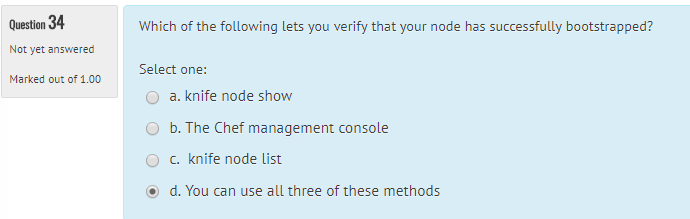 Question 34
Not yet answered
Marked out of 1.00
Which of the following lets you verify that your node has successfully bootstrapped?
Select one:
a. knife node show
b. The Chef management console
c. knife node list
d. You can use all three of these methods